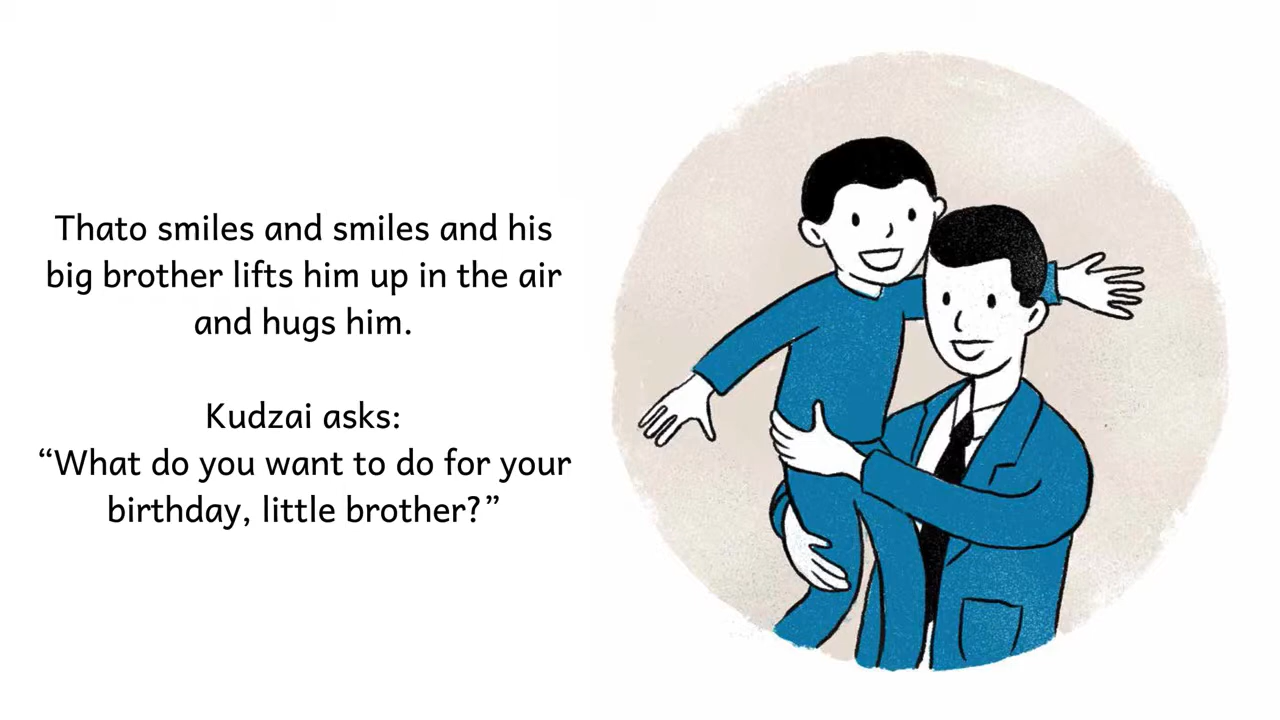 Thato smiles and smiles and his
big brother lifts him up in the air
and hugs him.
Kudzai asks:
“What do you want to do for your
birthday, little brother?”